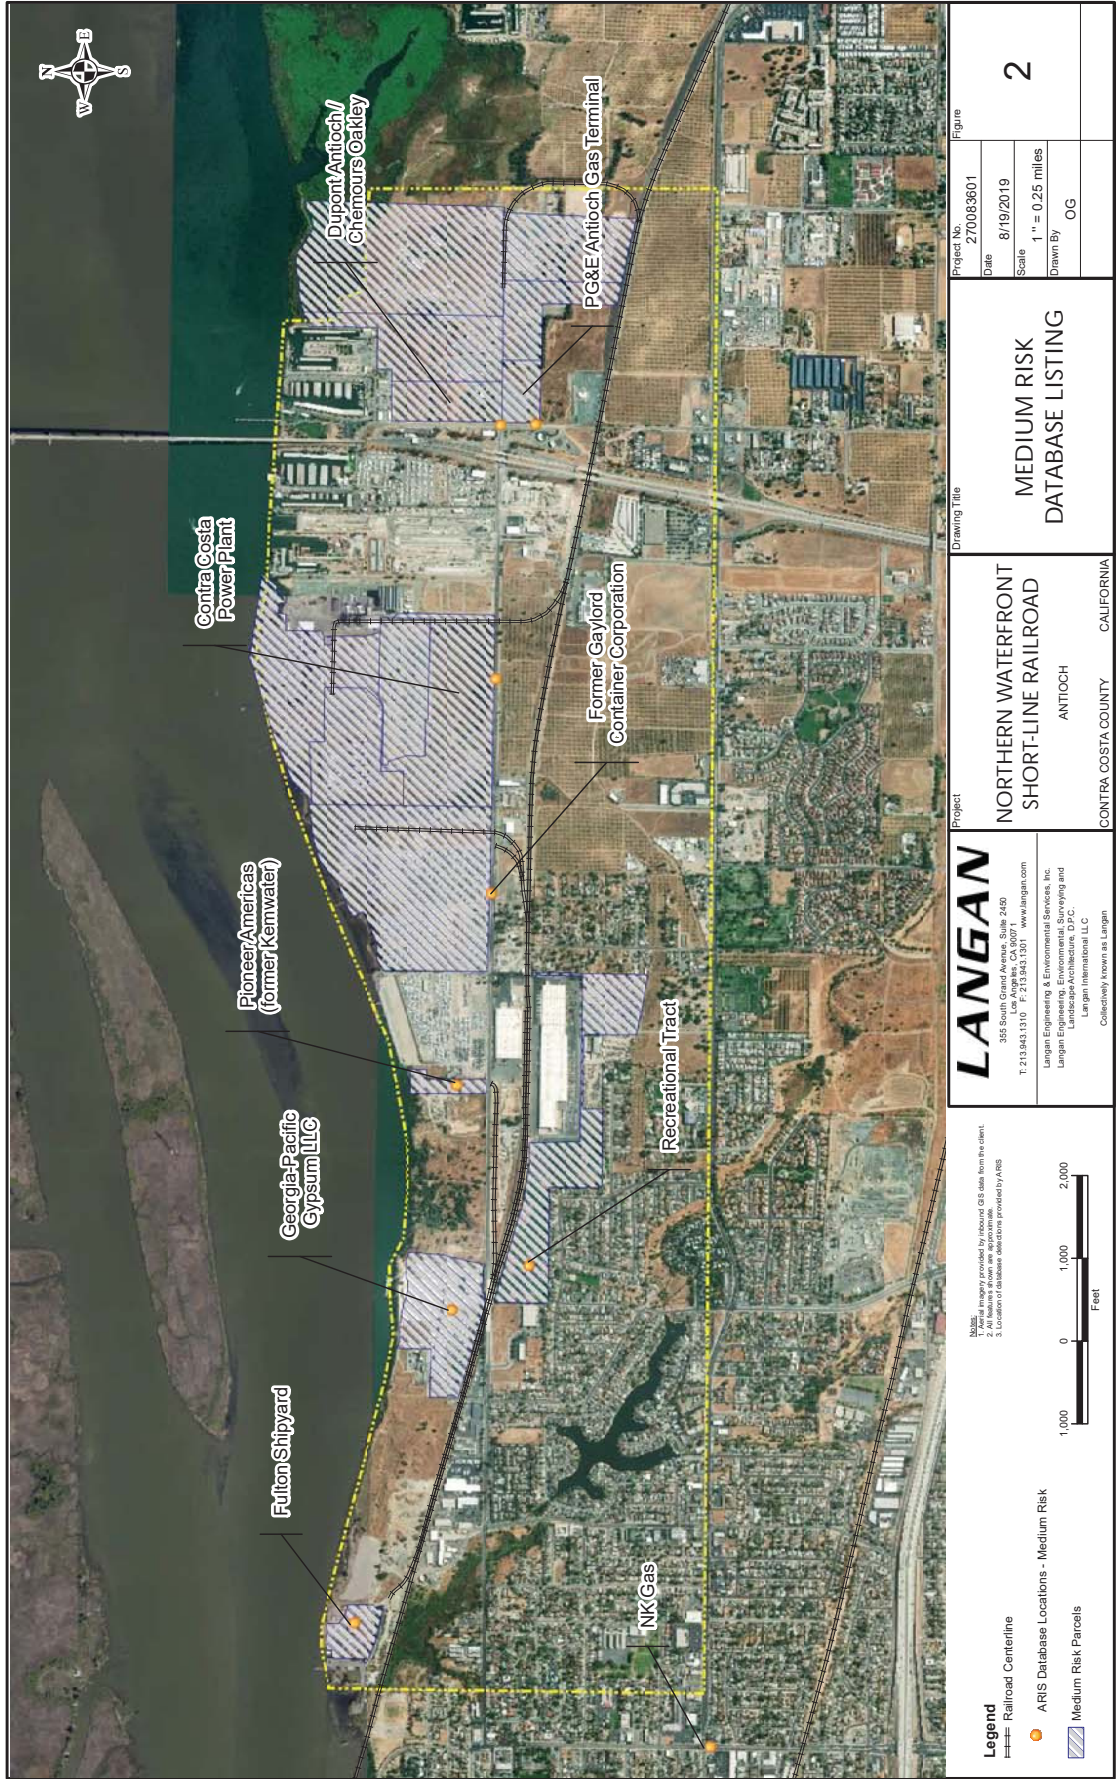 N
W
E
S
Contra Costa
Power Plant
Dupont Antioch/
Chemours Oakley
PG&E Antioch Gas Terminal
Pioneer Americas
(former Kemwater)
Georgia-Pacific
Gypsum LLC
Fulton Shipyard
Former Gaylord
Container Corporation
Recreational Tract
NK Gas
Legend
Railroad Centerline
ARIS Database Locations - Medium Risk
Medium Risk Parcels
Notes:
1. Aerial imagery provided by inbound GIS data from the client.
2. All features shown are approximate.
3. Location of database detections provided by ARIS
1,000
0
1,000
2,000
Feet
LANGAN
355 South Grand Avenue, Suite 2450
Los Angeles, CA 90071
T: 213.943.1310 F: 213.943.1301 www.langan.com
Langan Engineering & Environmental Services, Inc.
Langan Engineering, Environmental, Surveying and
Landscape Architecture, D.P.C.
Langan International LLC
Collectively known as Langan
Project
NORTHERN WATERFRONT
SHORT-LINE RAILROAD
ANTIOCH
CONTRA COSTA COUNTY CALIFORNIA
Drawing Title
MEDIUM RISK
DATABASE LISTING
Project No.
270083601
Date
8/19/2019
Scale
1 " = 0.25 miles
Drawn By
OG
Figure
2